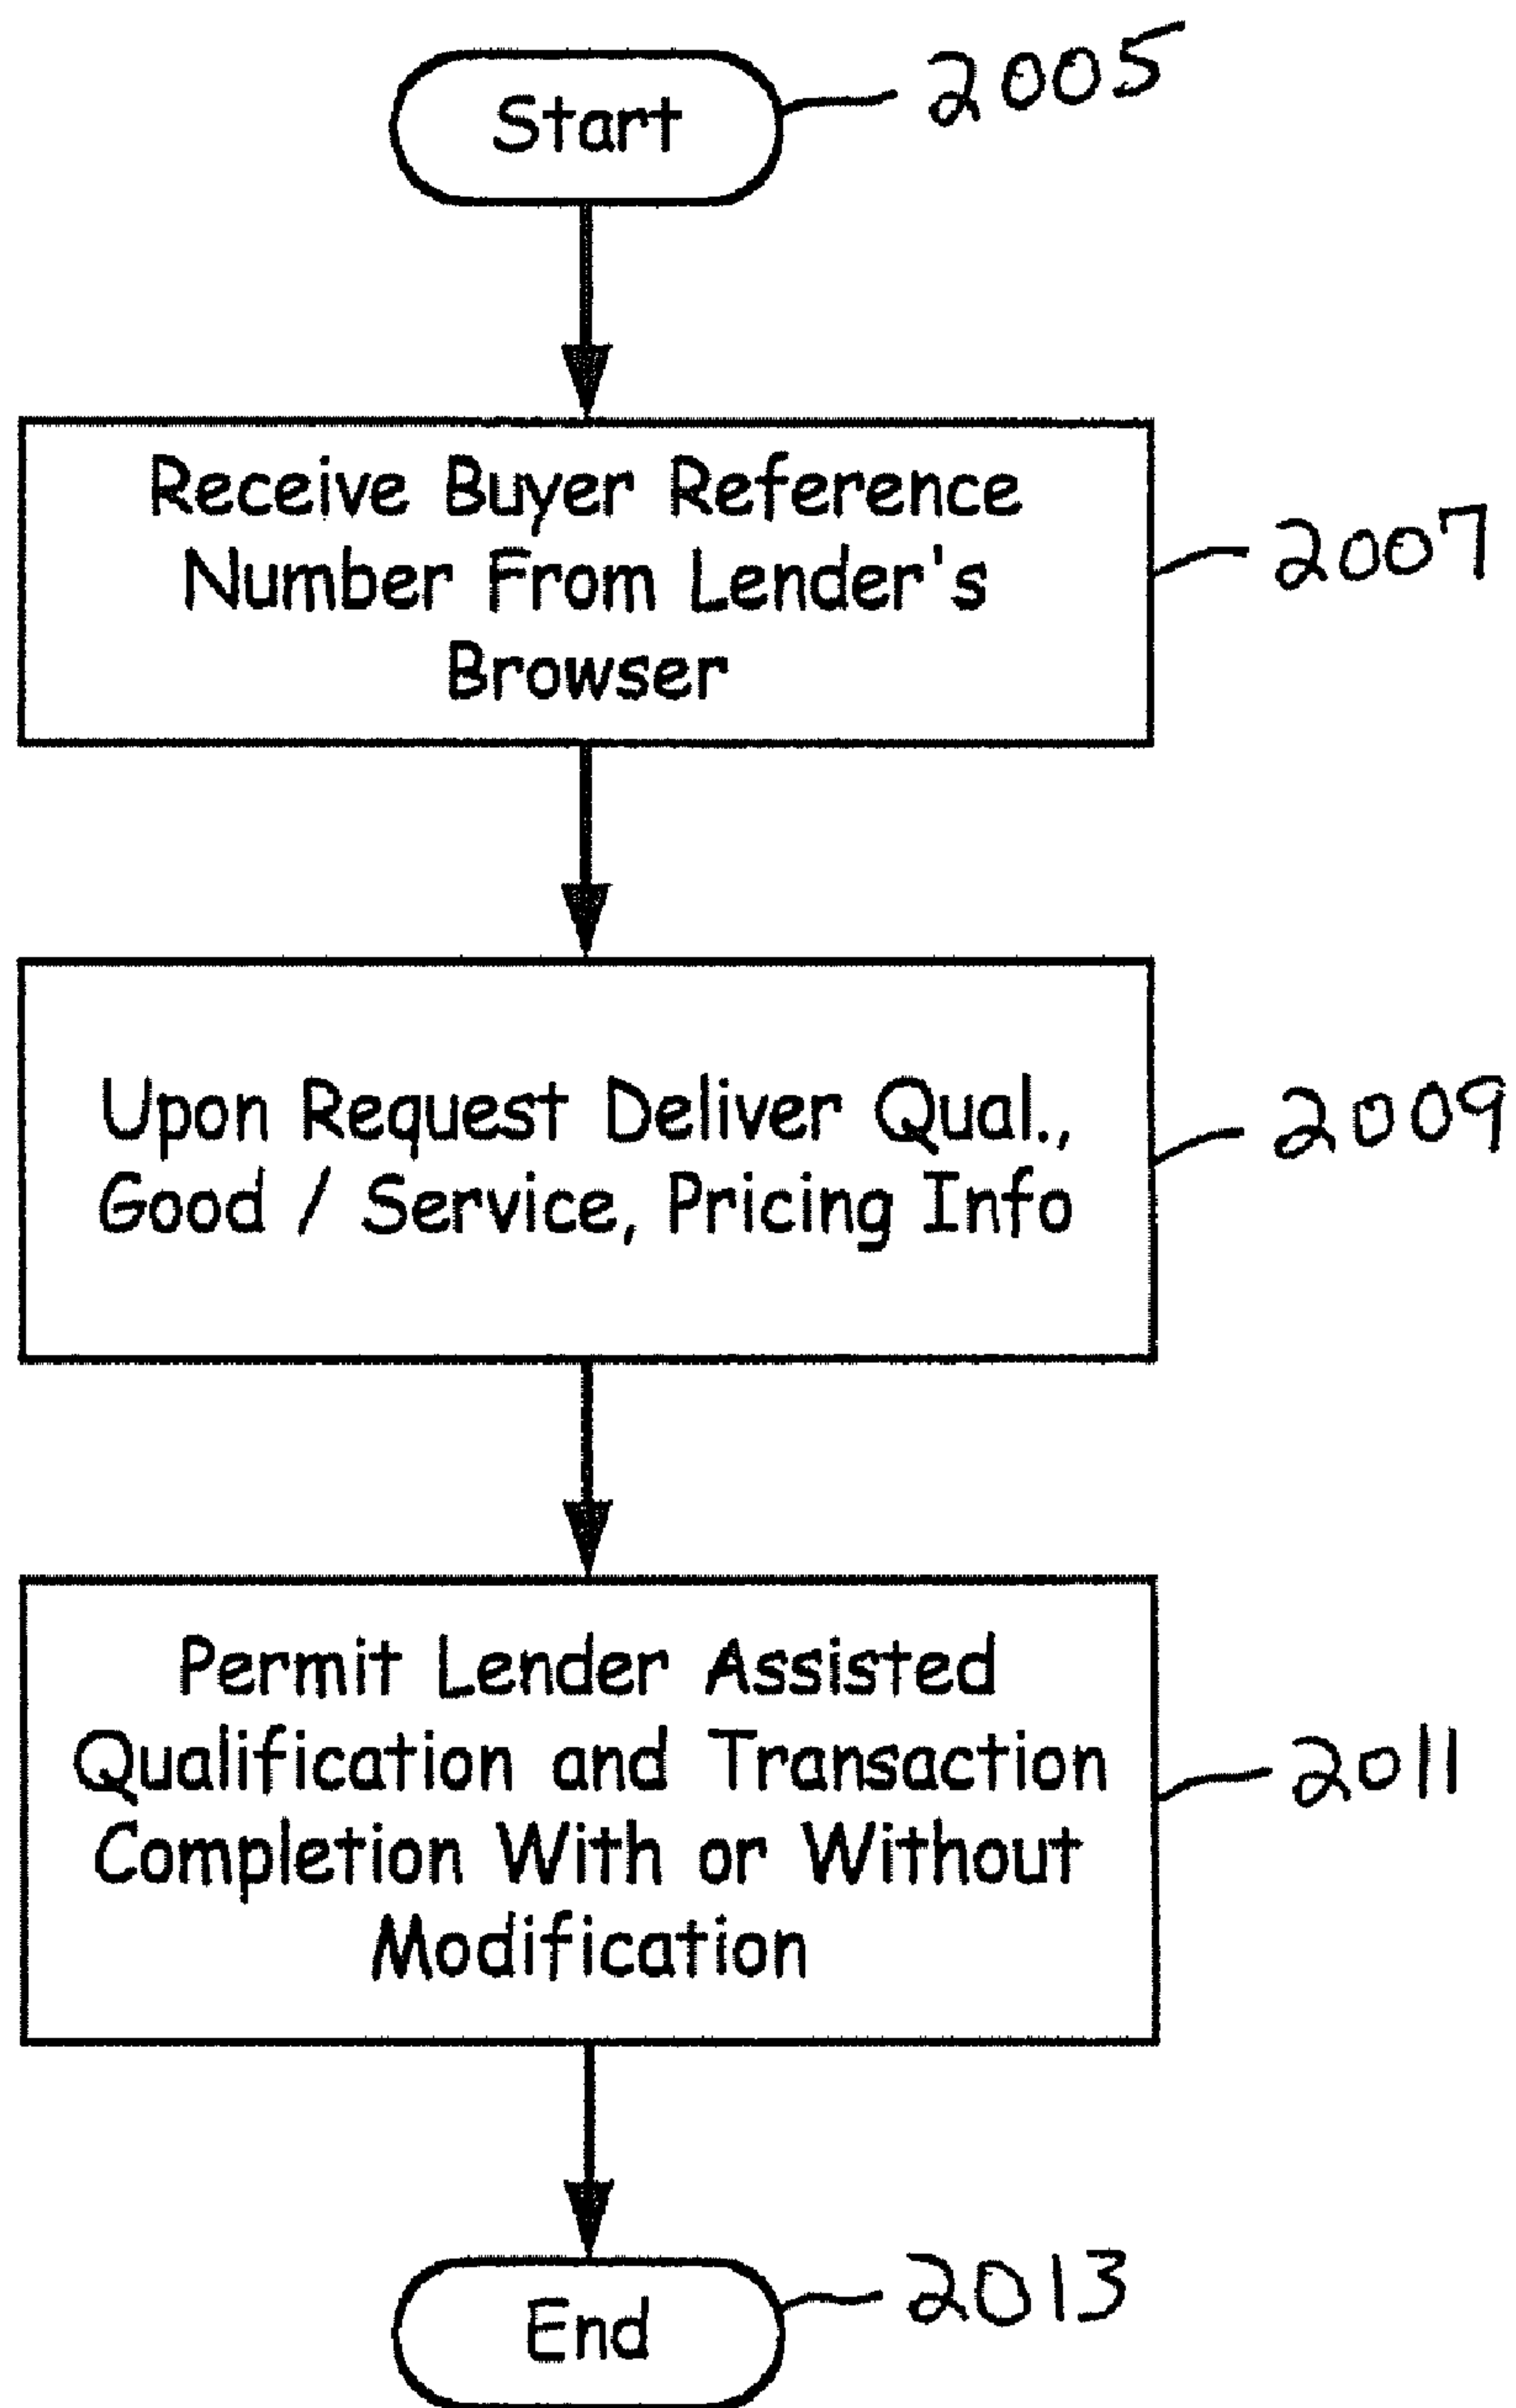 Start
2005
Receive Buyer Reference
Number From Lender's
Browser
2007
Upon Request Deliver Qual.,
Good / Service, Pricing Info
2009
Permit Lender Assisted
Qualification and Transaction
Completion With or Without
Modification
2011
End
2013